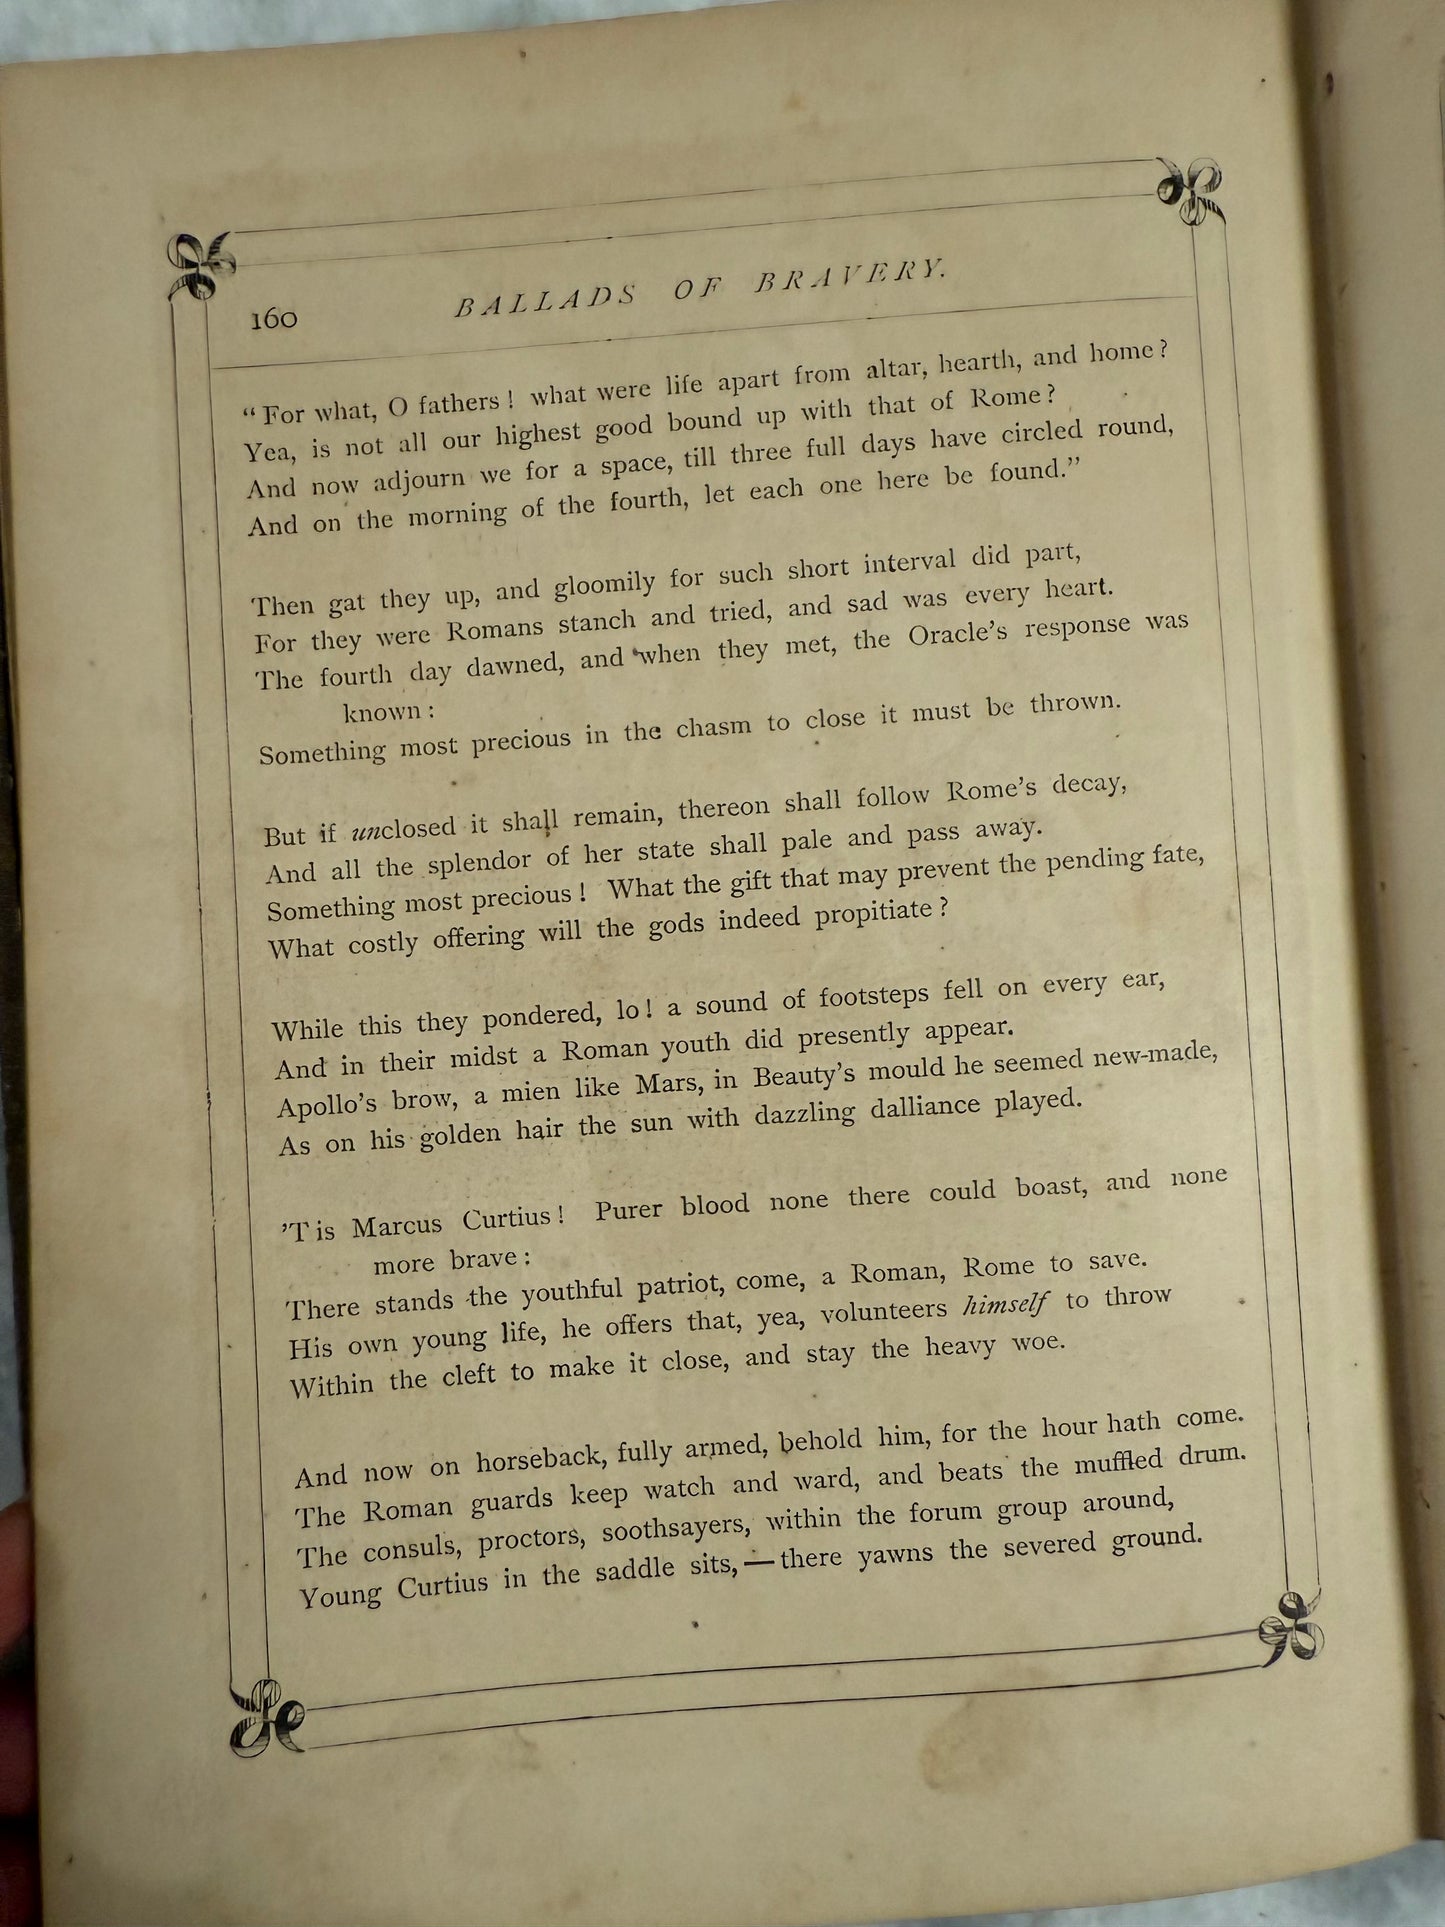 160 BALLADS OF BRAVERY.
“For what, O fathers! what were life apart from altar, hearth, and home?
Yea, is not all our highest good bound up with that of Rome?
And now adjourn we for a space, till three full days have circled round,
And on the morning of the fourth, let each one here be found.”
Then gat they up, and gloomily for such short interval did part,
For they were Romans stanch and tried, and sad was every heart.
The fourth day dawned, and when they met, the Oracle’s response was
known:
Something most precious in the chasm to close it must be thrown.
But if unclosed it shall remain, thereon shall follow Rome’s decay,
And all the splendor of her state shall pale and pass away.
Something most precious! What the gift that may prevent the pending fate,
What costly offering will the gods indeed propitiate?
While this they pondered, lo! a sound of footsteps fell on every ear,
And in their midst a Roman youth did presently appear.
Apollo’s brow, a mien like Mars, in Beauty’s mould he seemed new-made,
As on his golden hair the sun with dazzling dalliance played.
’T is Marcus Curtius! Purer blood none there could boast, and none
more brave:
There stands the youthful patriot, come, a Roman, Rome to save.
His own young life, he offers that, yea, volunteers himself to throw
Within the cleft to make it close, and stay the heavy woe.
And now on horseback, fully armed, behold him, for the hour hath come.
The Roman guards keep watch and ward, and beats the muffled drum.
The consuls, proctors, soothsayers, within the forum group around,
Young Curtius in the saddle sits,—there yawns the severed ground.